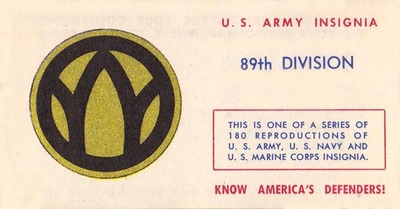 U. S. ARMY INSIGNIA
89th DIVISION
THIS IS ONE OF A SERIES OF
180 REPRODUCTIONS OF
U. S. ARMY, U. S. NAVY AND
U. S. MARINE CORPS INSIGNIA.
KNOW AMERICA'S DEFENDERS!